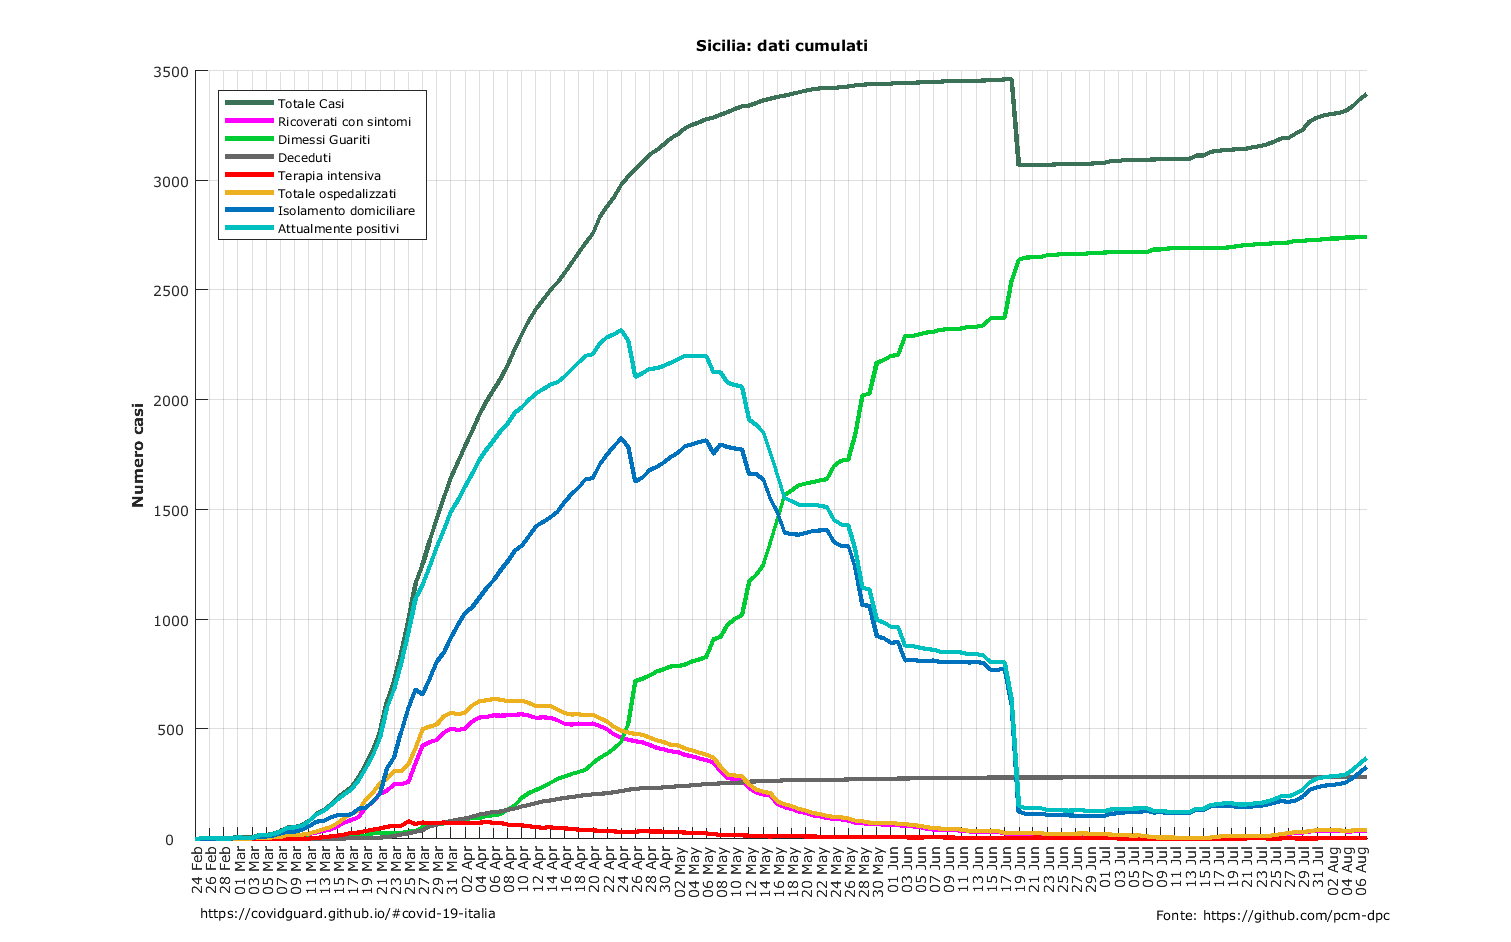 Sicilia: dati cumulati
3500
3000
2500
2000
1500
1000
500
0
Numero casi
Totale Casi
Ricoverati con sintomi
Dimessi Guariti
Deceduti
Terapia intensiva
Totale ospedalizzati
Isolamento domiciliare
Attualmente positivi
24 Feb
26 Feb
28 Feb
01 Mar
03 Mar
05 Mar
07 Mar
09 Mar
11 Mar
13 Mar
15 Mar
17 Mar
19 Mar
21 Mar
23 Mar
25 Mar
27 Mar
29 Mar
31 Mar
02 Apr
04 Apr
06 Apr
08 Apr
10 Apr
12 Apr
14 Apr
16 Apr
18 Apr
20 Apr
22 Apr
24 Apr
26 Apr
28 Apr
30 Apr
02 May
04 May
06 May
08 May
10 May
12 May
14 May
16 May
18 May
20 May
22 May
24 May
26 May
28 May
30 May
01 Jun
03 Jun
05 Jun
07 Jun
09 Jun
11 Jun
13 Jun
15 Jun
17 Jun
19 Jun
21 Jun
23 Jun
25 Jun
27 Jun
29 Jun
01 Jul
03 Jul
05 Jul
07 Jul
09 Jul
11 Jul
13 Jul
15 Jul
17 Jul
19 Jul
21 Jul
23 Jul
25 Jul
27 Jul
29 Jul
31 Jul
02 Aug
04 Aug
06 Aug
https://covidguard.github.io/#covid-19-italia
Fonte: https://github.com/pcm-dpc